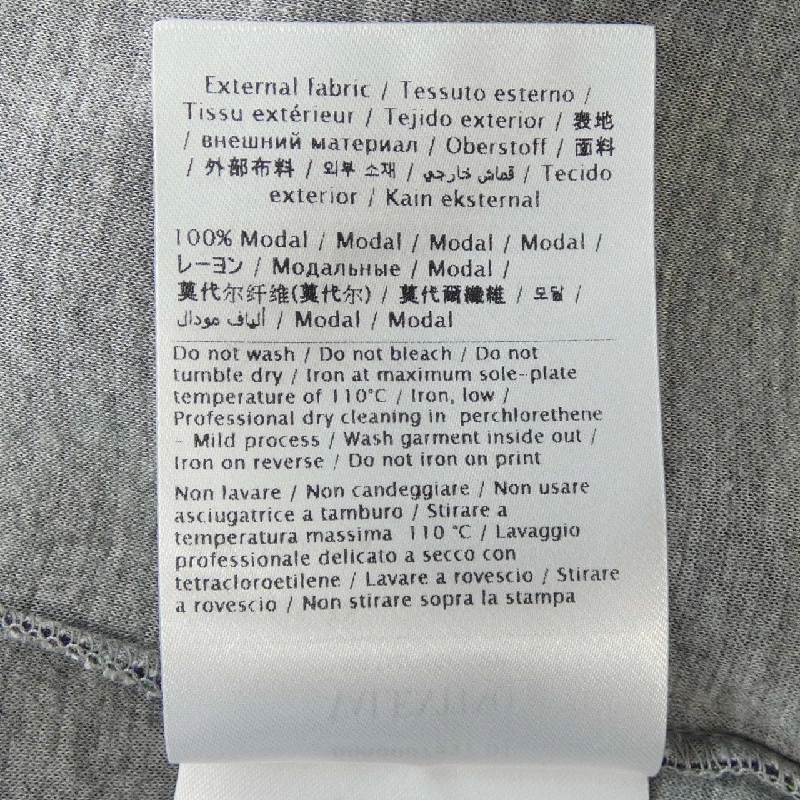 External fabric / Tessuto esterno /
Tissu extérieur / Tejido exterior / 表地
/ внешний материал / Oberstoff / 面料
/ 外部布料 / 외부 소재 / قماش خارجي / Tecido
exterior / Kain eksternal
100% Modal / Modal / Modal / Modal /
レーヨン / Модальные / Modal /
莫代尔纤维(莫代尔) / 莫代爾纖維 / 모달 /
ألياف مودال / Modal / Modal
Do not wash / Do not bleach / Do not
tumble dry / Iron at maximum sole-plate
temperature of 110°C / Iron, low /
Professional dry cleaning in perchlorethene
- Mild process / Wash garment inside out /
Iron on reverse / Do not iron on print
Non lavare / Non candeggiare / Non usare
asciugatrice a tamburo / Stirare a
temperatura massima 110 °C / Lavaggio
professionale delicato a secco con
tetracloroetilene / Lavare a rovescio / Stirare
a rovescio / Non stirare sopra la stampa